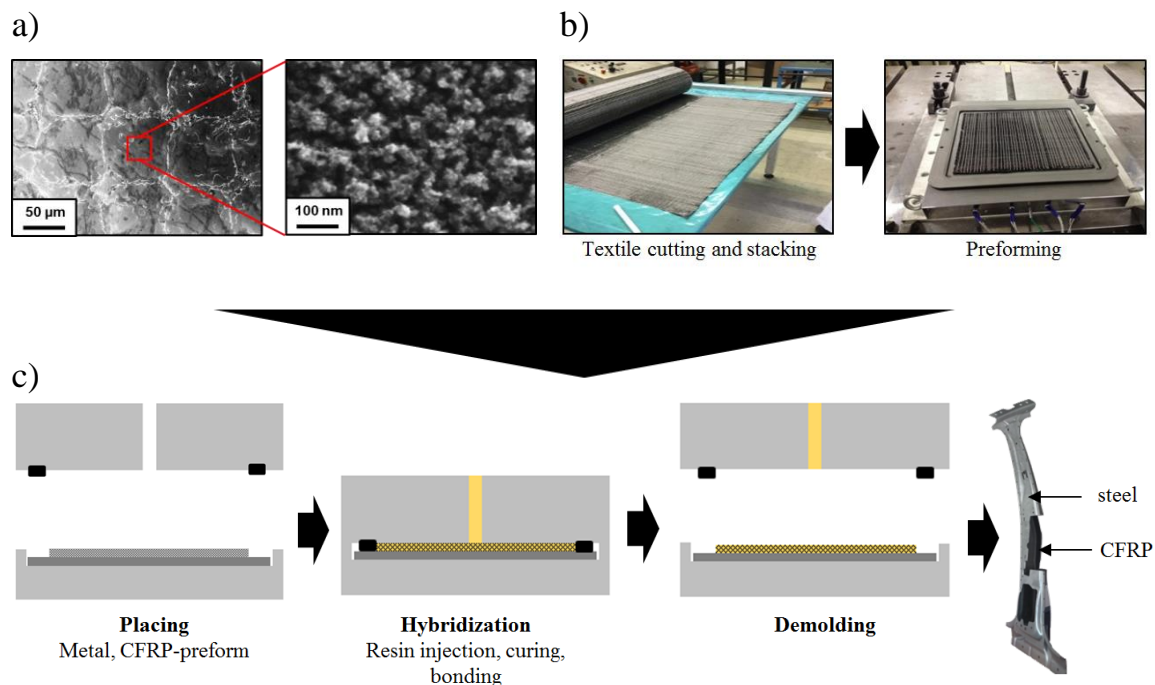 a)
b)
50 µm
100 nm
Textile cutting and stacking
Preforming
c)
steel
CFRP
Placing
Metal, CFRP-preform
Hybridization
Resin injection, curing,
bonding
Demolding